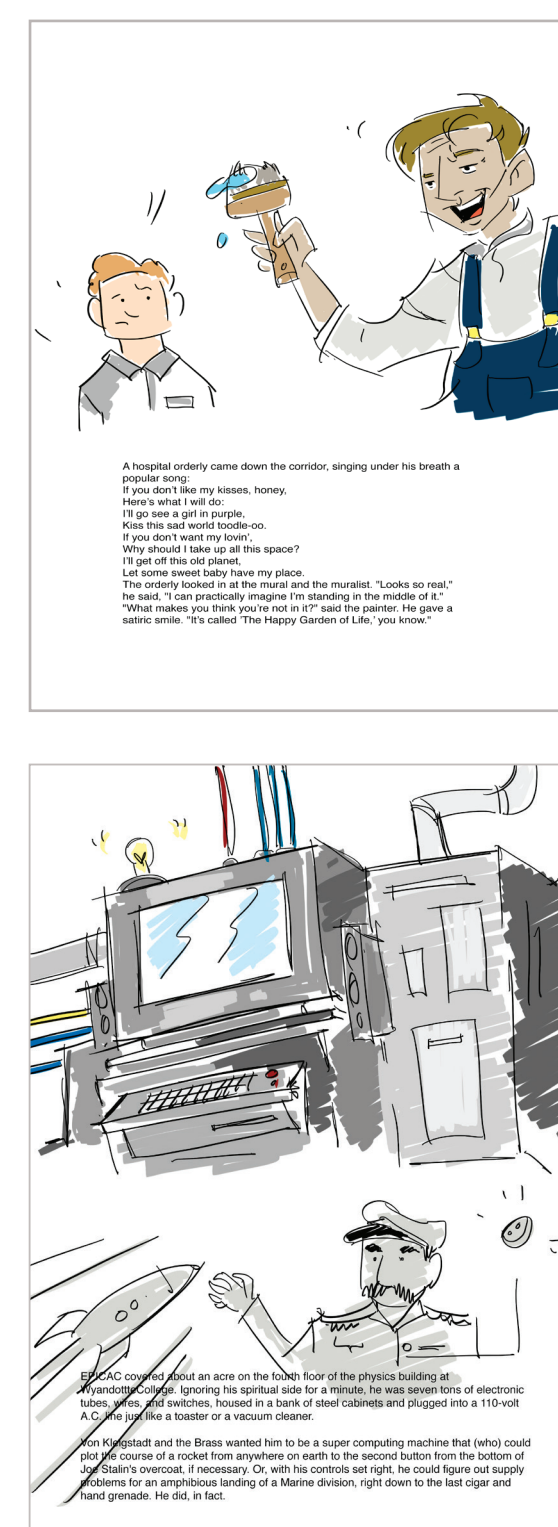 A hospital orderly came down the corridor, singing under his breath a
popular song:
If you don't like my kisses, honey,
Here's what I will do:
I'll go see a girl in purple,
Kiss this sad world toodle-oo.
If you don't want my lovin',
Why should I take up all this space?
I'll get off this old planet,
Let some sweet baby have my place.
The orderly looked in at the mural and the muralist. "Looks so real,"
he said, "I can practically imagine I'm standing in the middle of it."
"What makes you think you're not in it?" said the painter. He gave a
satiric smile. "It's called 'The Happy Garden of Life,' you know."
EPICAC covered about an acre on the fourth floor of the physics building at
WyandottteCollege. Ignoring his spiritual side for a minute, he was seven tons of electronic
tubes, wires, and switches, housed in a bank of steel cabinets and plugged into a 110-volt
A.C. line just like a toaster or a vacuum cleaner.
Von Kleigstadt and the Brass wanted him to be a super computing machine that (who) could
plot the course of a rocket from anywhere on earth to the second button from the bottom of
Joe Stalin's overcoat, if necessary. Or, with his controls set right, he could figure out supply
problems for an amphibious landing of a Marine division, right down to the last cigar and
hand grenade. He did, in fact.